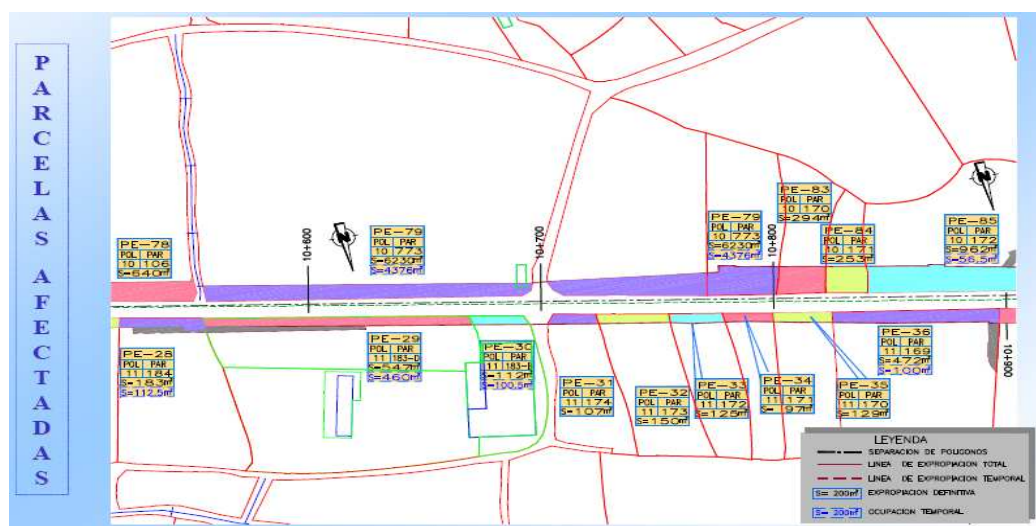 PARCELAS AFECTADAS
PE-78
POL PAR
10 106
S=640m²
10+600
PE-79
POL PAR
10 773
S=6230m²
S=4376m²
10+700
PE-79
POL PAR
10 773
S=6230m²
S=4376m²
10+800
PE-83
POL PAR
10 170
S=294m²
PE-84
POL PAR
10 171
S=253m²
PE-85
POL PAR
10 172
S=962m²
S=56,5m²
PE-28
POL PAR
11 184
S=183m²
S=112,5m²
PE-29
POL PAR
11 183-D
S=547m²
S=460m²
PE-30
POL PAR
S=112m²
S=100,5m²
PE-31
POL PAR
11 174
S=107m²
PE-32
POL PAR
11 173
S=150m²
PE-33
POL PAR
11 172
S=125m²
PE-34
POL PAR
11 171
S=97m²
PE-35
POL PAR
11 170
S=129m²
PE-36
POL PAR
11 169
S=472m²
S=100m²
10+900
LEYENDA
SEPARACION DE POLIGONOS
LINEA DE EXPROPIACION TOTAL
LINEA DE EXPROPIACION TEMPORAL
S= 200m² EXPROPIACION DEFINITIVA
S= 200m² OCUPACION TEMPORAL